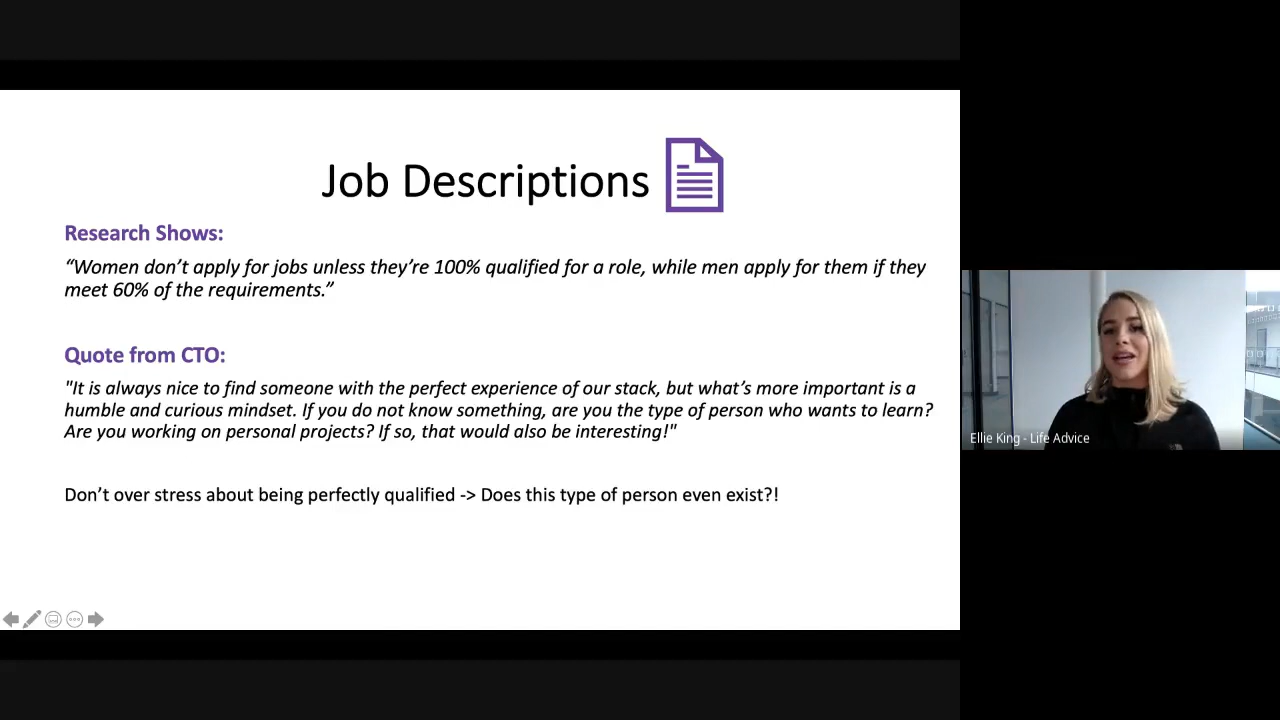 Job Descriptions
Research Shows:
“Women don’t apply for jobs unless they’re 100% qualified for a role, while men apply for them if they
meet 60% of the requirements.”
Quote from CTO:
"It is always nice to find someone with the perfect experience of our stack, but what’s more important is a
humble and curious mindset. If you do not know something, are you the type of person who wants to learn?
Are you working on personal projects? If so, that would also be interesting!"
Don’t over stress about being perfectly qualified -> Does this type of person even exist?!
Ellie King - Life Advice